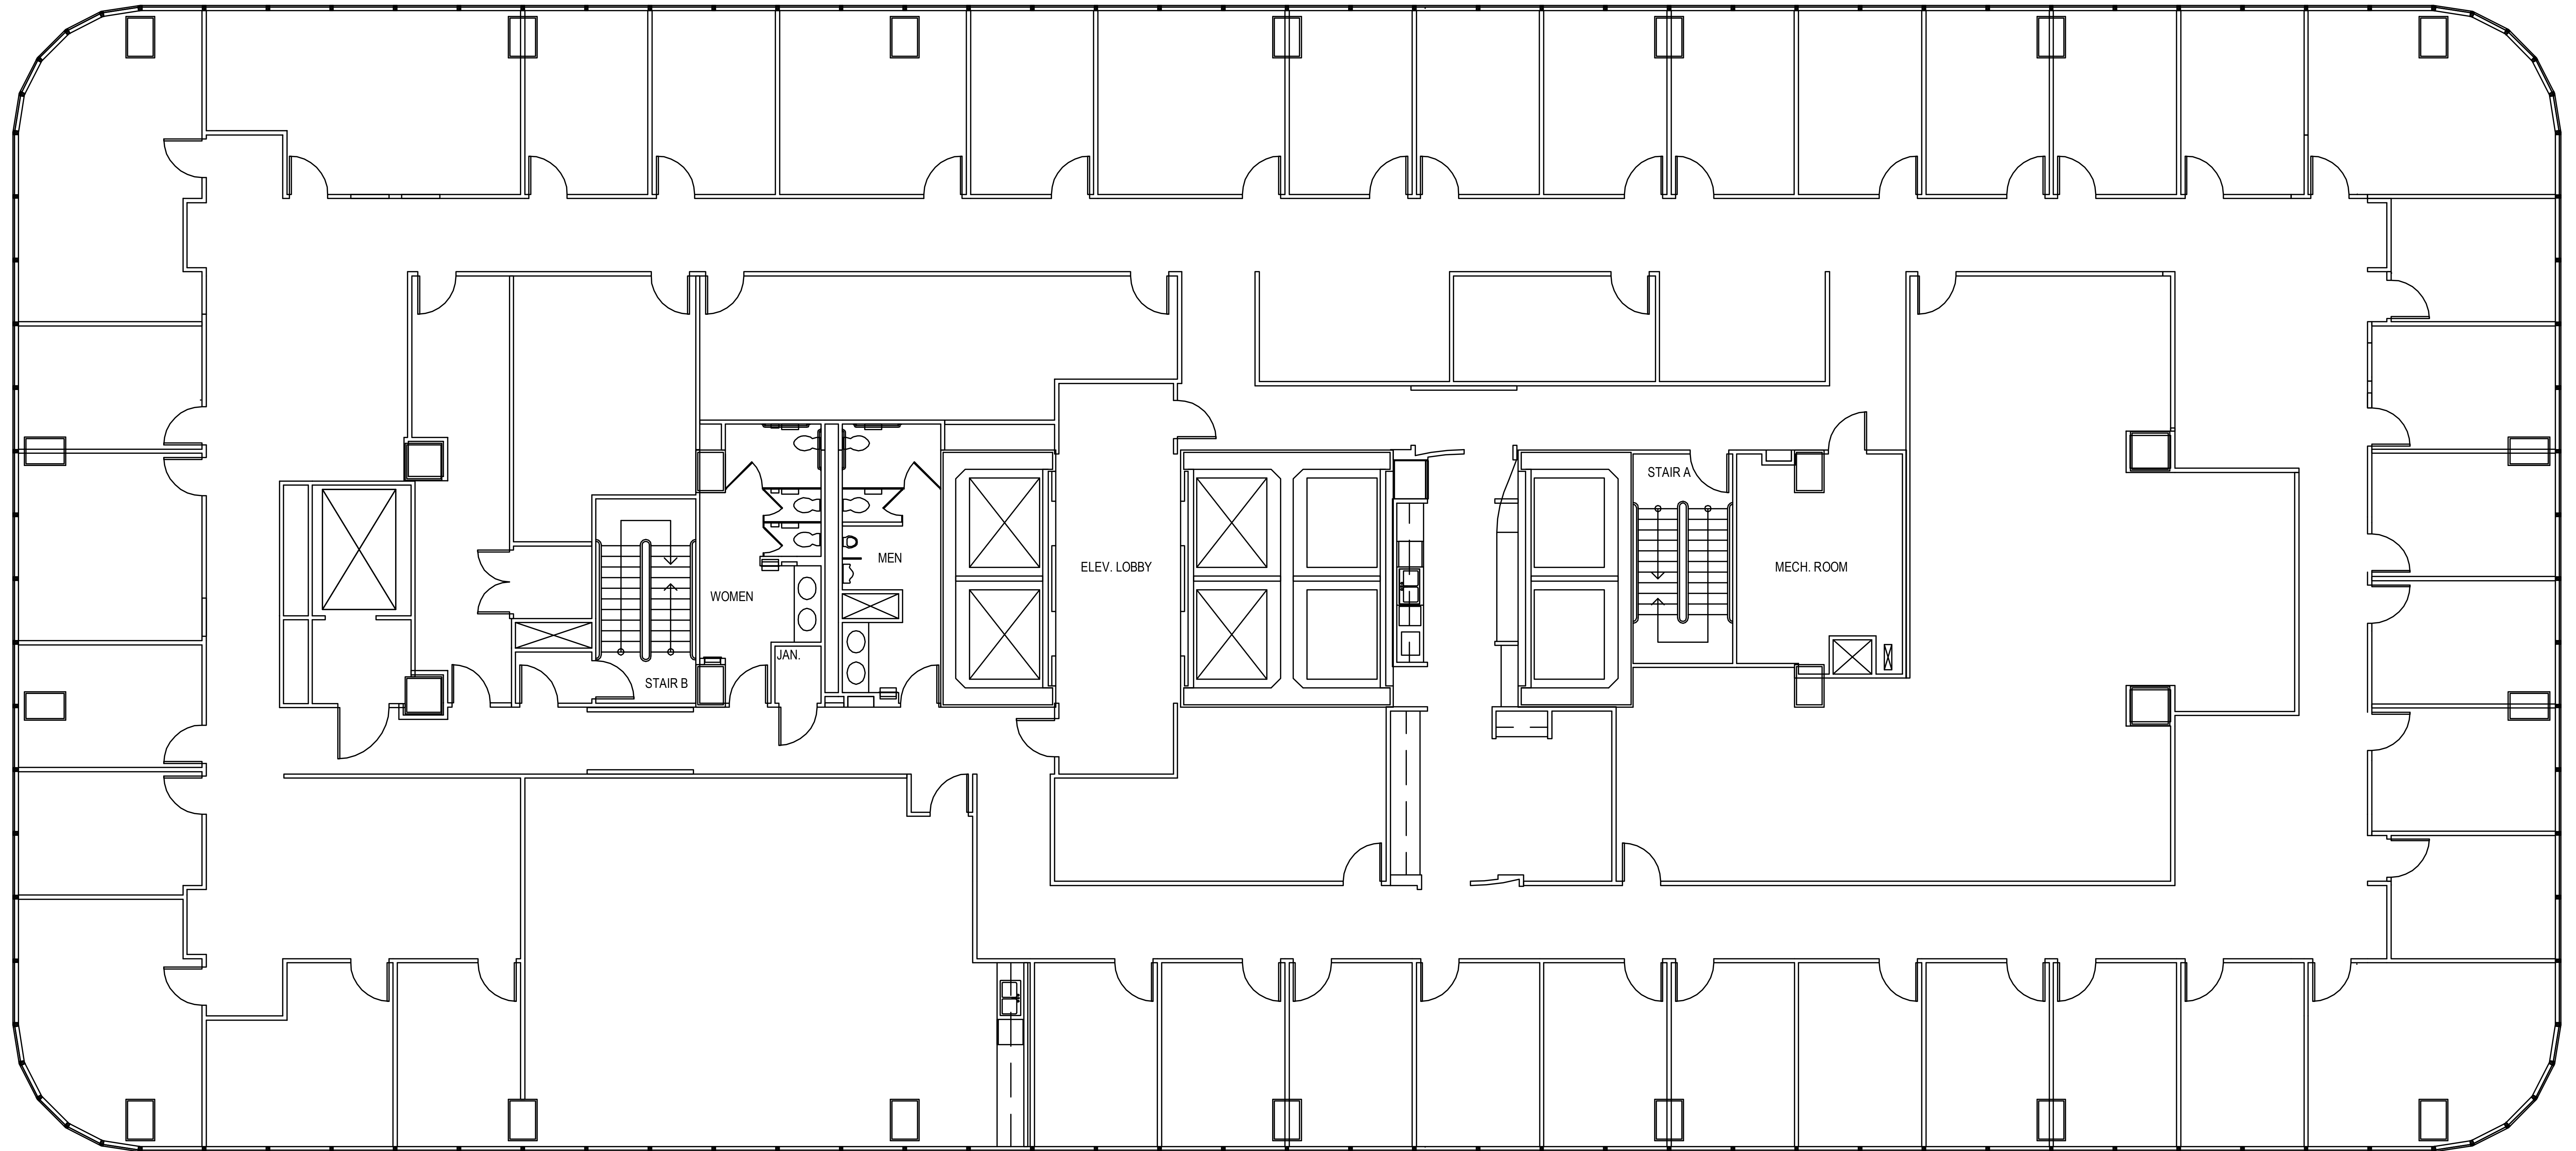 STAIR A
ELEV. LOBBY
MECH. ROOM
MEN
WOMEN
JAN.
STAIR B